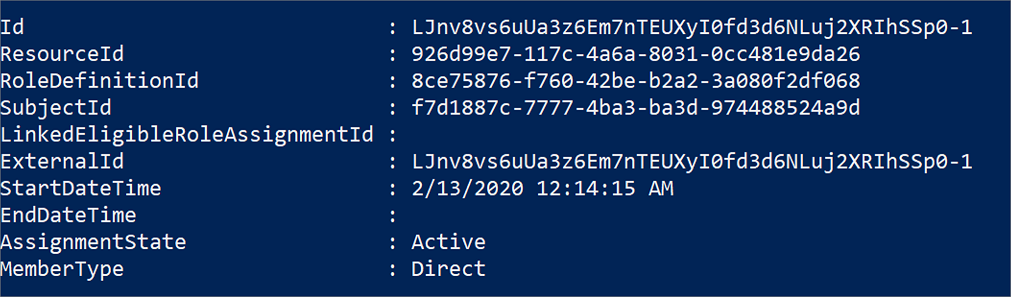 Id : LJnv8vs6uUa3z6Em7nTEUXyI0fd3d6NLuj2XRIhSSp0-1
ResourceId : 926d99e7-117c-4a6a-8031-0cc481e9da26
RoleDefinitionId : 8ce75876-f760-42be-b2a2-3a080f2df068
SubjectId : f7d1887c-7777-4ba3-ba3d-974488524a9d
LinkedEligibleRoleAssignmentId :
ExternalId : LJnv8vs6uUa3z6Em7nTEUXyI0fd3d6NLuj2XRIhSSp0-1
StartDateTime : 2/13/2020 12:14:15 AM
EndDateTime :
AssignmentState : Active
MemberType : Direct